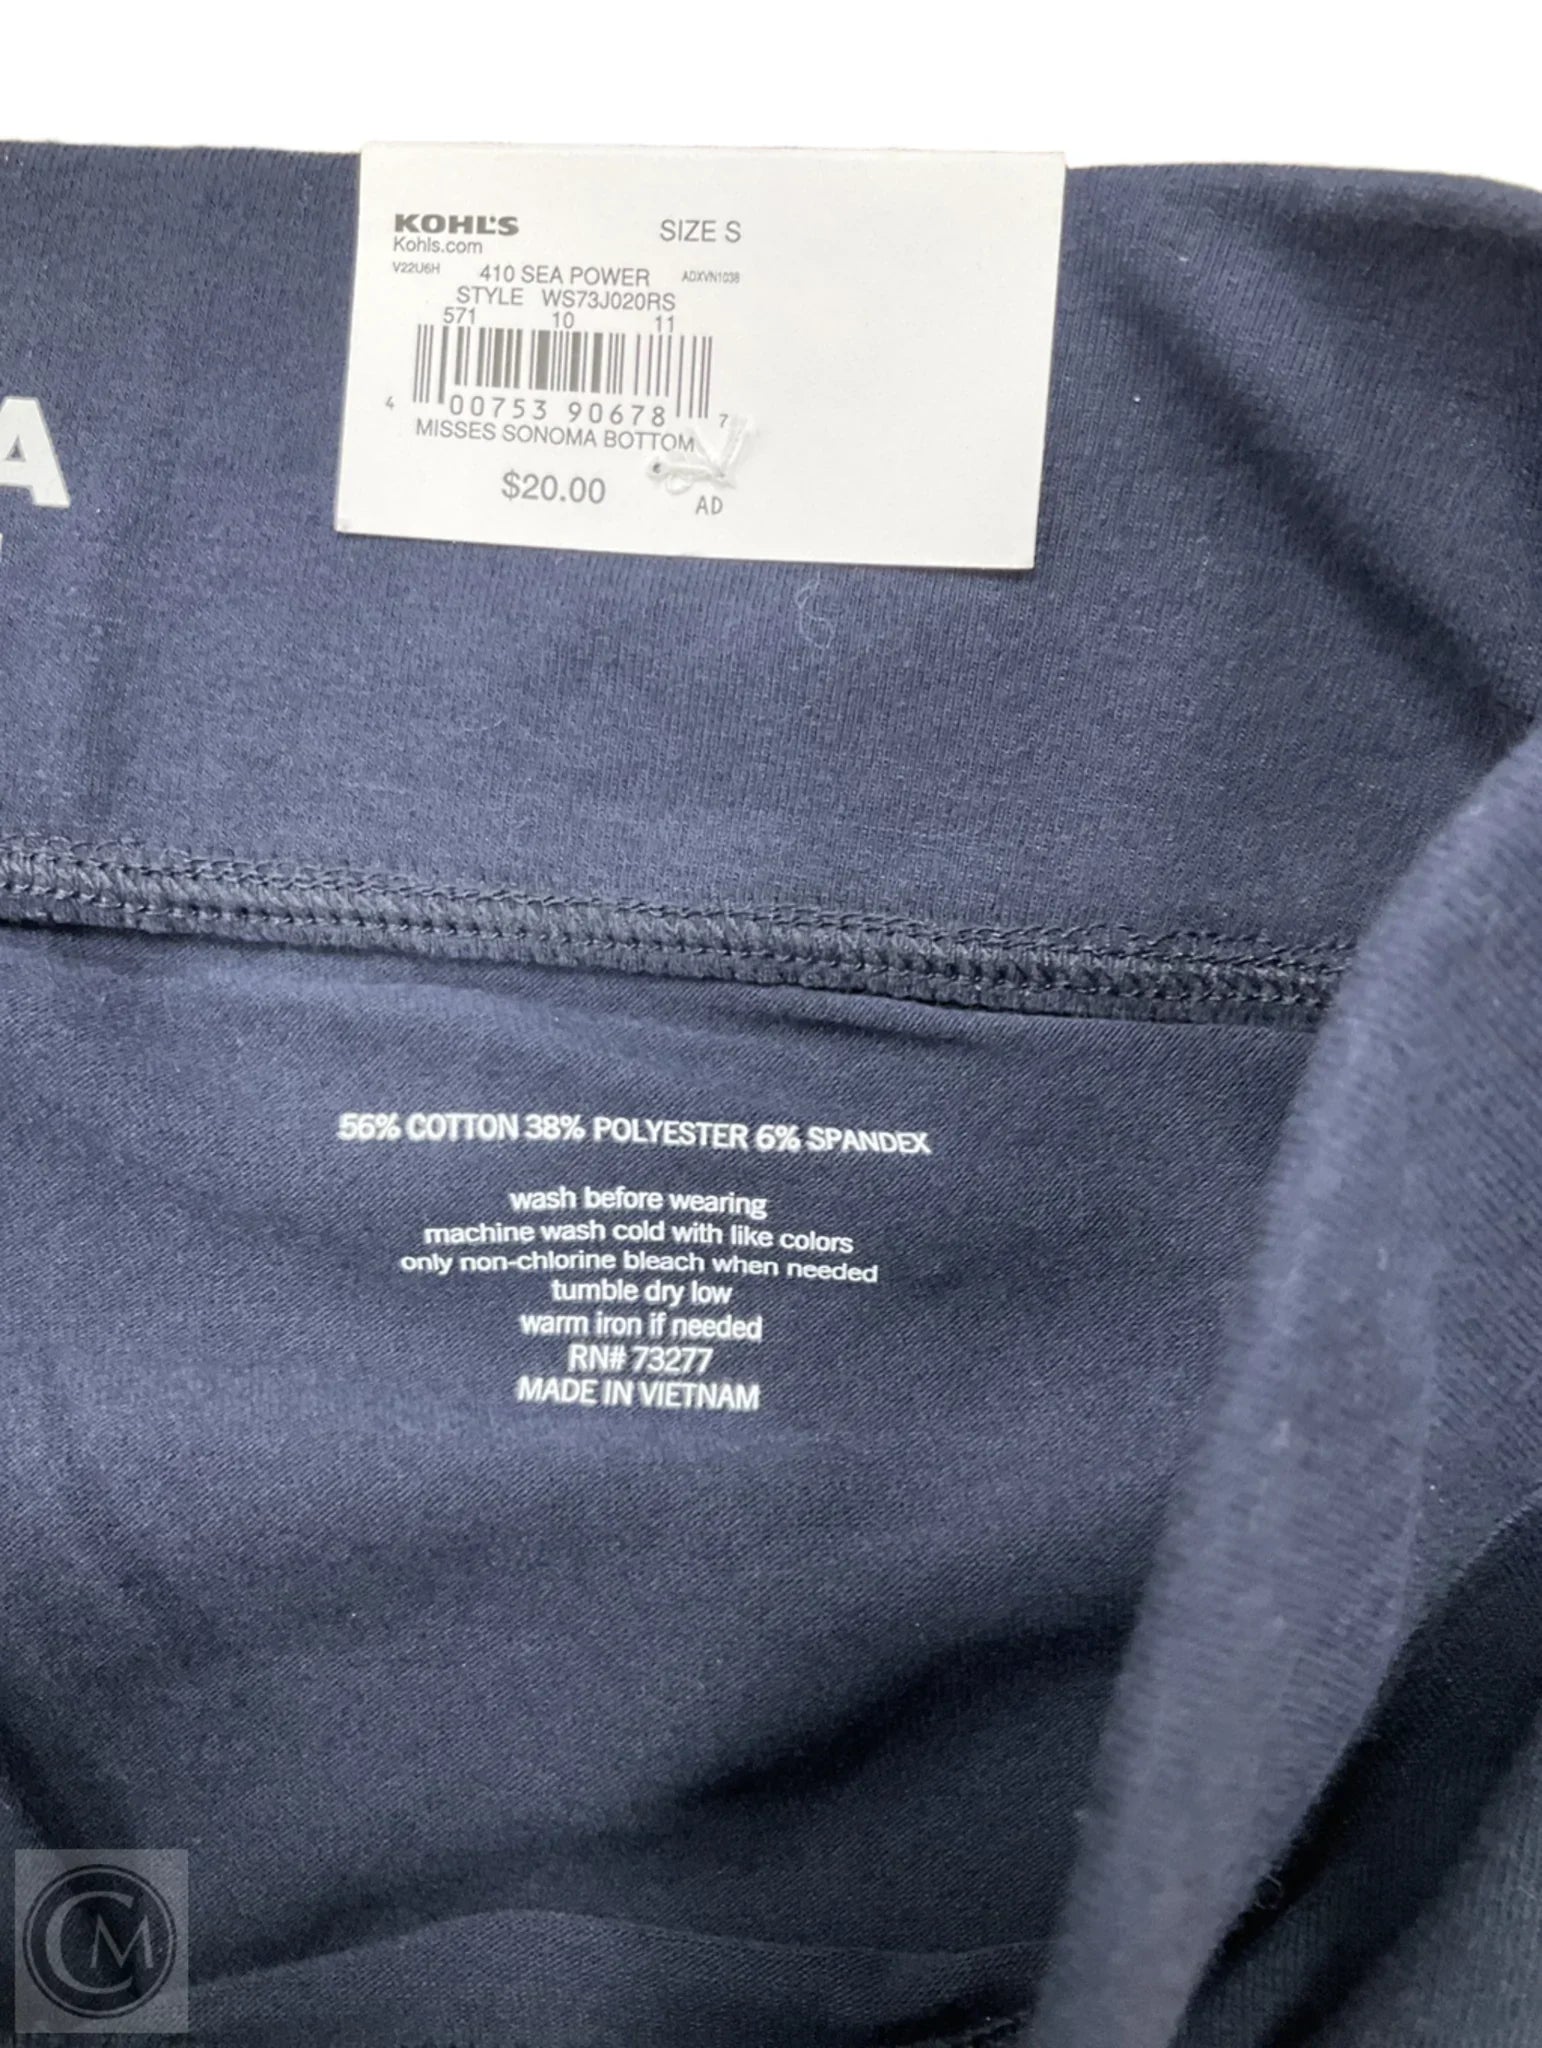 KOHL'S
Kohls.com
SIZE S
V22U6H 410 SEA POWER ADXVN1038
STYLE WS73J020RS
571 10 11
4 00753 90678 7
MISSES SONOMA BOTTOM
$20.00
AD
A
56% COTTON 38% POLYESTER 6% SPANDEX
wash before wearing
machine wash cold with like colors
only non-chlorine bleach when needed
tumble dry low
warm iron if needed
RN# 73277
MADE IN VIETNAM
CM